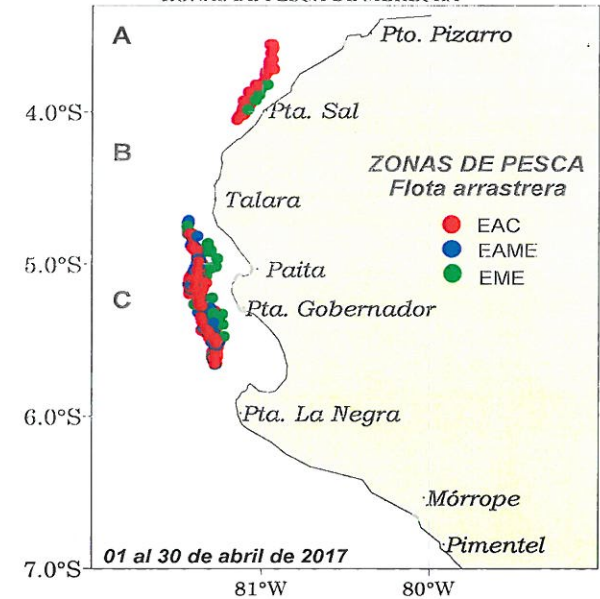 A
Pto. Pizarro
4.0°S
Pta. Sal
B
ZONAS DE PESCA
Flota arrastrera
EAC
EAME
EME
Talara
5.0°S
Paita
C
Pta. Gobernador
6.0°S
Pta. La Negra
Mórrope
Pimentel
01 al 30 de abril de 2017
7.0°S
81°W
80°W